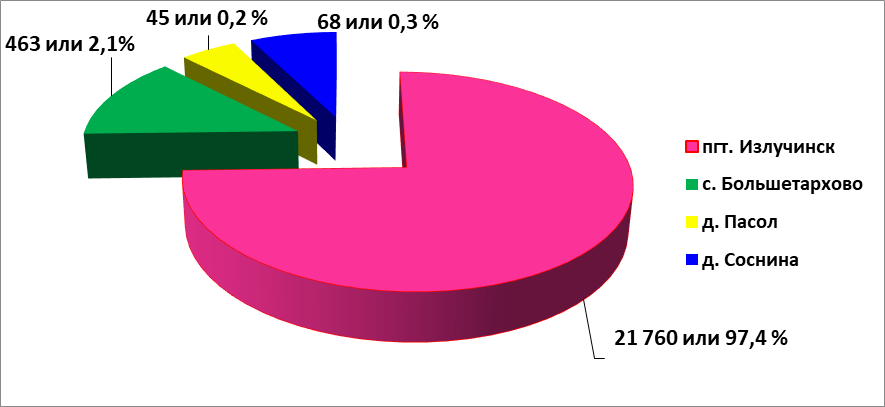 45 или 0,2 %
68 или 0,3 %
463 или 2,1%
пгт. Излучинск
с. Большетархово
д. Пасол
д. Соснина
21 760 или 97,4 %